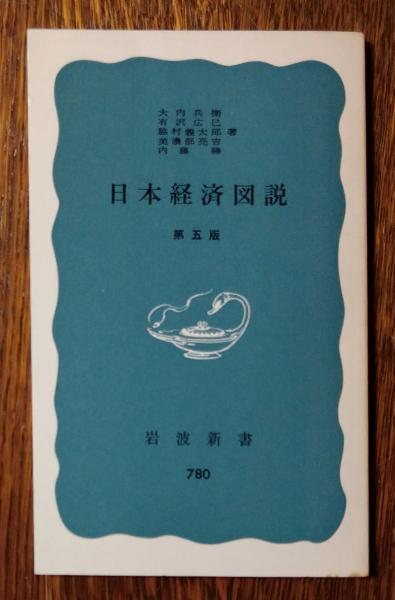 大内兵衛
有沢広巳
脇村義太郎 著
美濃部亮吉
内藤勝
日本経済図説
第五版
岩波新書
780